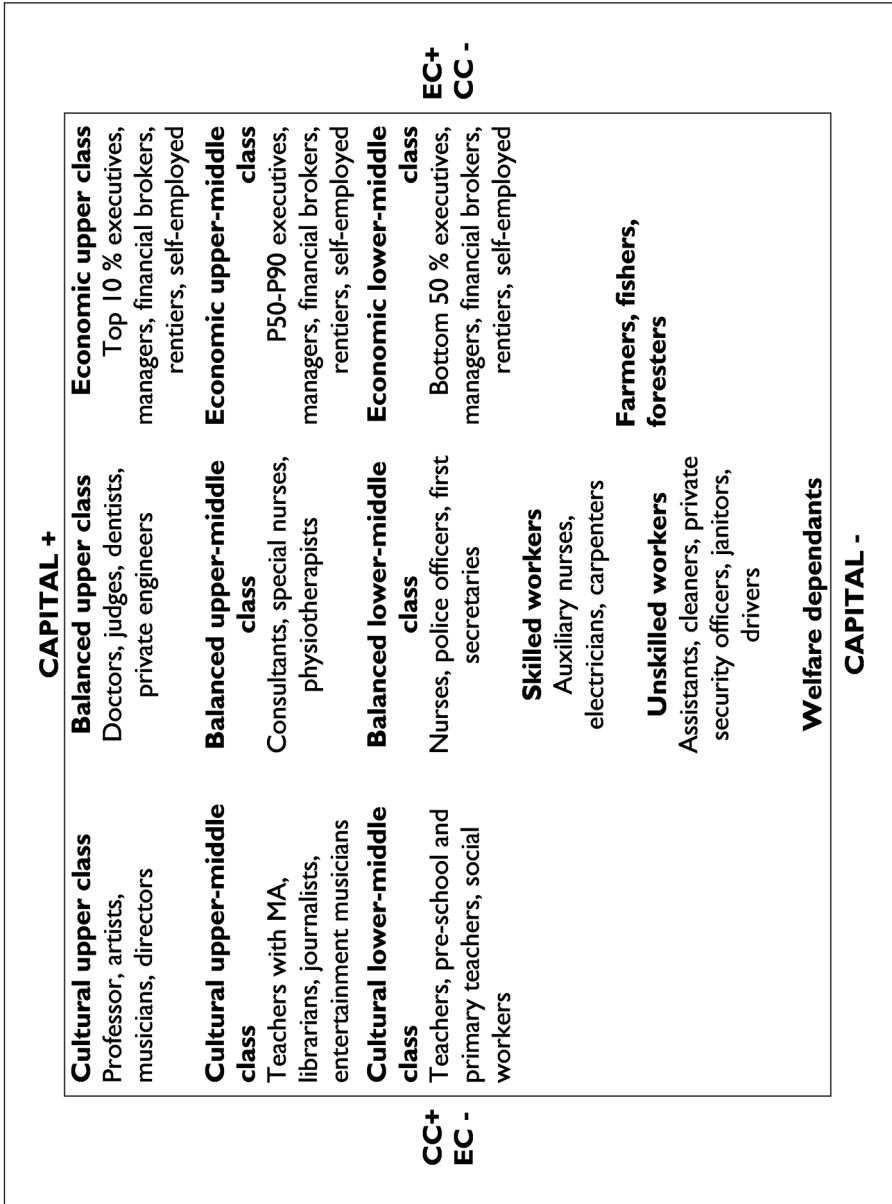 CAPITAL +
CC+
EC -
EC+
CC -
Cultural upper class
Professor, artists,
musicians, directors
Balanced upper class
Doctors, judges, dentists,
private engineers
Economic upper class
Top 10 % executives,
managers, financial brokers,
rentiers, self-employed
Cultural upper-middle
class
Teachers with MA,
librarians, journalists,
entertainment musicians
Balanced upper-middle
class
Consultants, special nurses,
physiotherapists
Economic upper-middle
class
P50-P90 executives,
managers, financial brokers,
rentiers, self-employed
Cultural lower-middle
class
Teachers, pre-school and
primary teachers, social
workers
Balanced lower-middle
class
Nurses, police officers, first
secretaries
Economic lower-middle
class
Bottom 50 % executives,
managers, financial brokers,
rentiers, self-employed
Skilled workers
Auxiliary nurses,
electricians, carpenters
Unskilled workers
Assistants, cleaners, private
security officers, janitors,
drivers
Farmers, fishers,
foresters
Welfare dependants
CAPITAL -